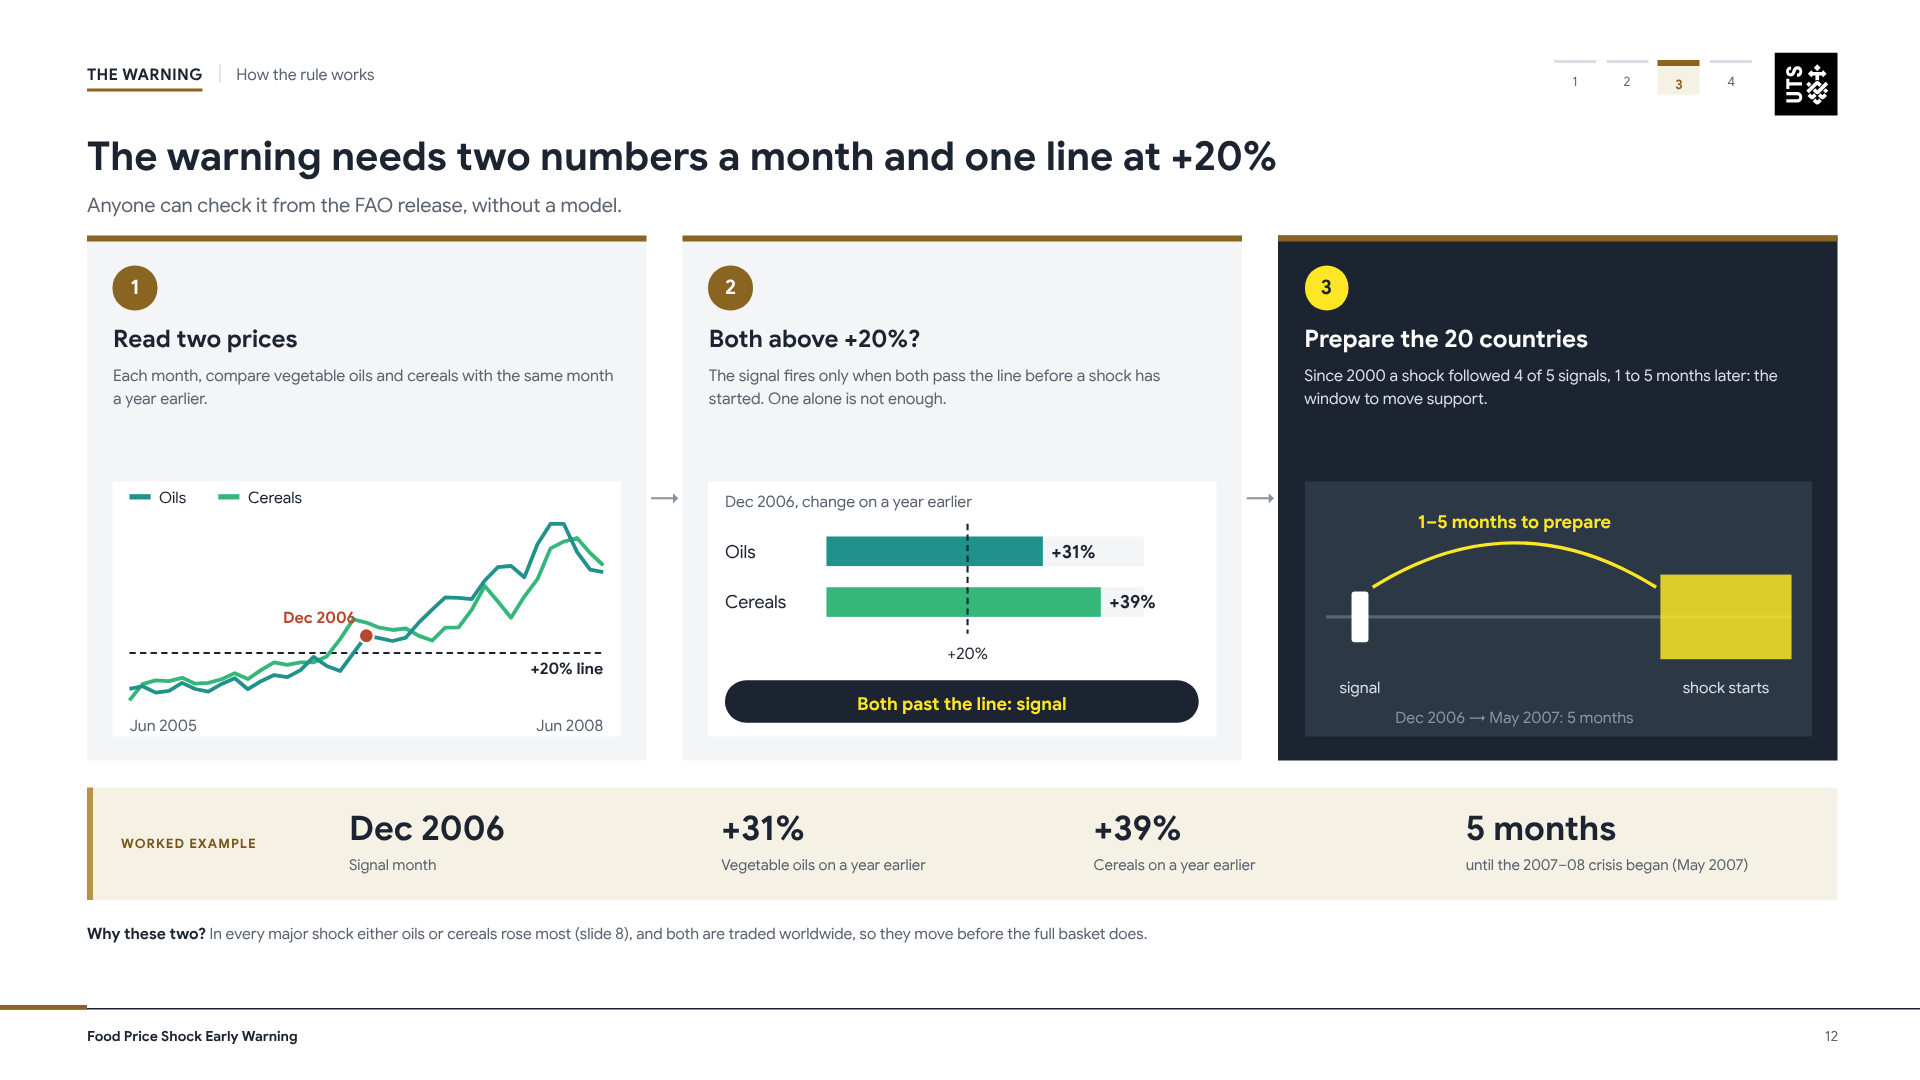 THE WARNING
How the rule works
1
2
3
4
UTS
The warning needs two numbers a month and one line at +20%
Anyone can check it from the FAO release, without a model.
1
Read two prices
Each month, compare vegetable oils and cereals with the same month
a year earlier.
Oils
Cereals
Dec 2006
+20% line
Jun 2005
Jun 2008
2
Both above +20%?
The signal fires only when both pass the line before a shock has
started. One alone is not enough.
Dec 2006, change on a year earlier
Oils
+31%
Cereals
+39%
+20%
Both past the line: signal
3
Prepare the 20 countries
Since 2000 a shock followed 4 of 5 signals, 1 to 5 months later: the
window to move support.
1–5 months to prepare
signal
shock starts
Dec 2006 → May 2007: 5 months
WORKED EXAMPLE
Dec 2006
Signal month
+31%
Vegetable oils on a year earlier
+39%
Cereals on a year earlier
5 months
until the 2007–08 crisis began (May 2007)
Why these two? In every major shock either oils or cereals rose most (slide 8), and both are traded worldwide, so they move before the full basket does.
Food Price Shock Early Warning
12